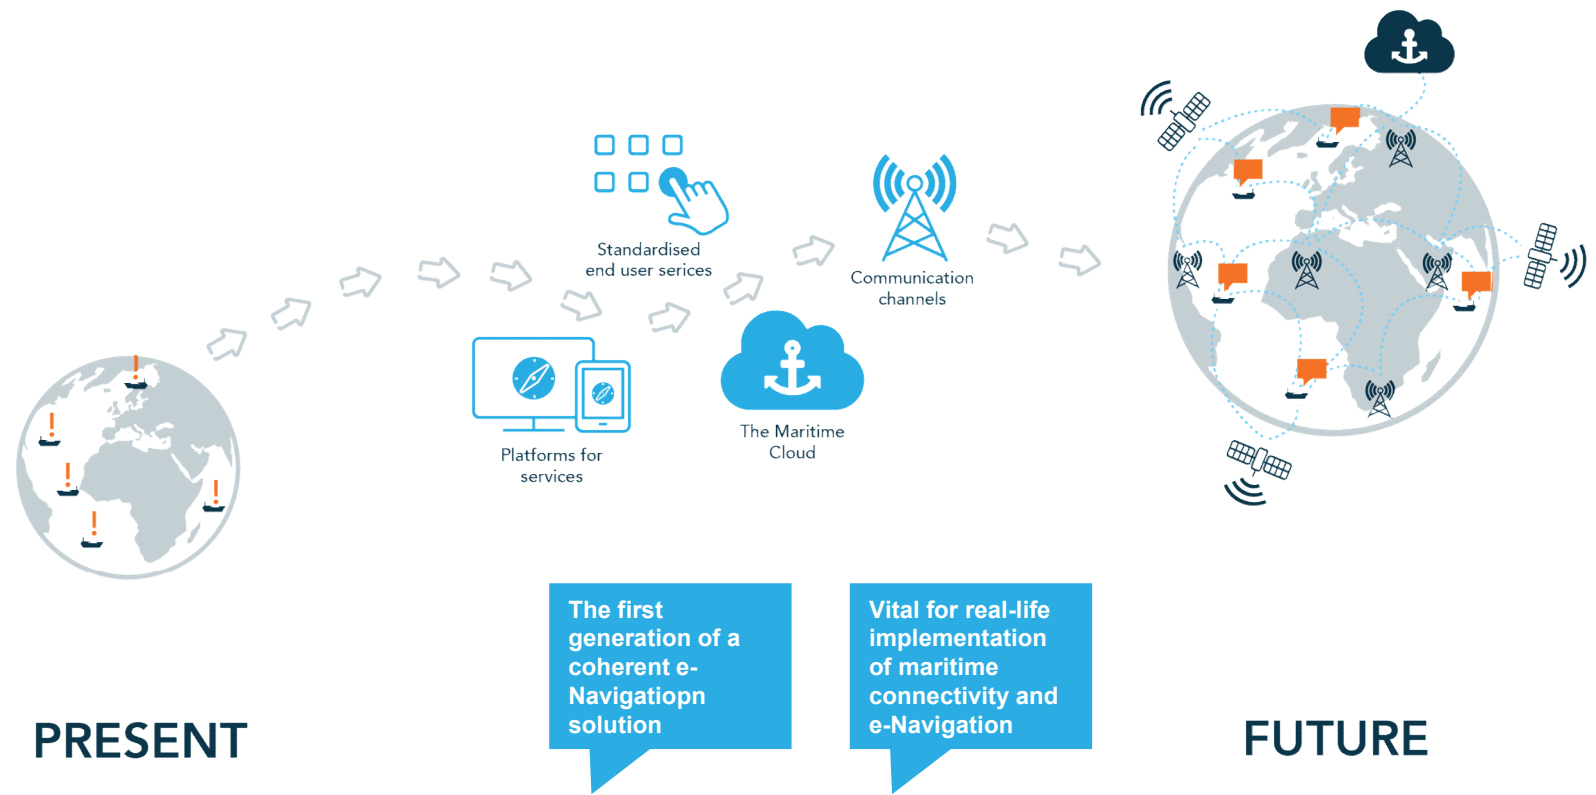 Standardised
end user serices
Communication
channels
Platforms for
services
The Maritime
Cloud
The first
generation of a
coherent e-
Navigatiopn
solution
Vital for real-life
implementation
of maritime
connectivity and
e-Navigation
PRESENT
FUTURE